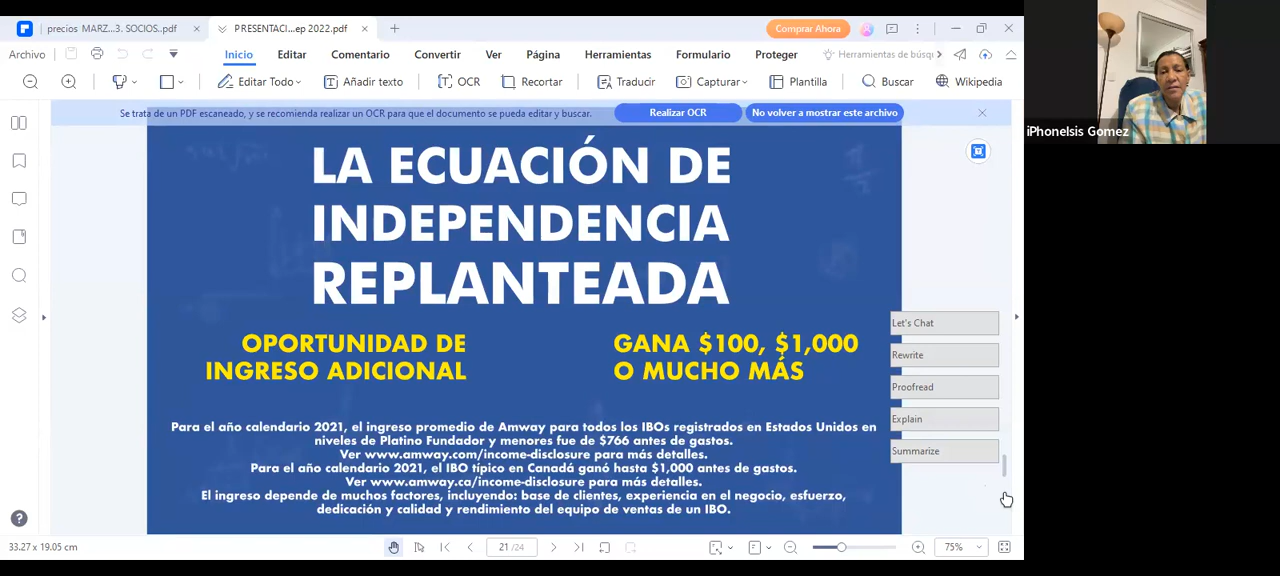 precios MARZ...3. SOCIOS..pdf
PRESENTACI...ep 2022.pdf
Comprar Ahora
Archivo
Inicio
Editar
Comentario
Convertir
Ver
Página
Herramientas
Formulario
Proteger
Herramientas de búsq
Editar Todo
Añadir texto
OCR
Recortar
Traducir
Capturar
Plantilla
Buscar
Wikipedia
Se trata de un PDF escaneado, y se recomienda realizar un OCR para que el documento se pueda editar y buscar.
Realizar OCR
No volver a mostrar este archivo
iPhoneIsis Gomez
LA ECUACIÓN DE
INDEPENDENCIA
REPLANTEADA
OPORTUNIDAD DE
INGRESO ADICIONAL
GANA $100, $1,000
O MUCHO MÁS
Let's Chat
Rewrite
Proofread
Explain
Summarize
Para el año calendario 2021, el ingreso promedio de Amway para todos los IBOs registrados en Estados Unidos en
niveles de Platino Fundador y menores fue de $766 antes de gastos.
Ver www.amway.com/income-disclosure para más detalles.
Para el año calendario 2021, el IBO típico en Canadá ganó hasta $1,000 antes de gastos.
Ver www.amway.ca/income-disclosure para más detalles.
El ingreso depende de muchos factores, incluyendo: base de clientes, experiencia en el negocio, esfuerzo,
dedicación y calidad y rendimiento del equipo de ventas de un IBO.
33.27 x 19.05 cm
21 /24
75%